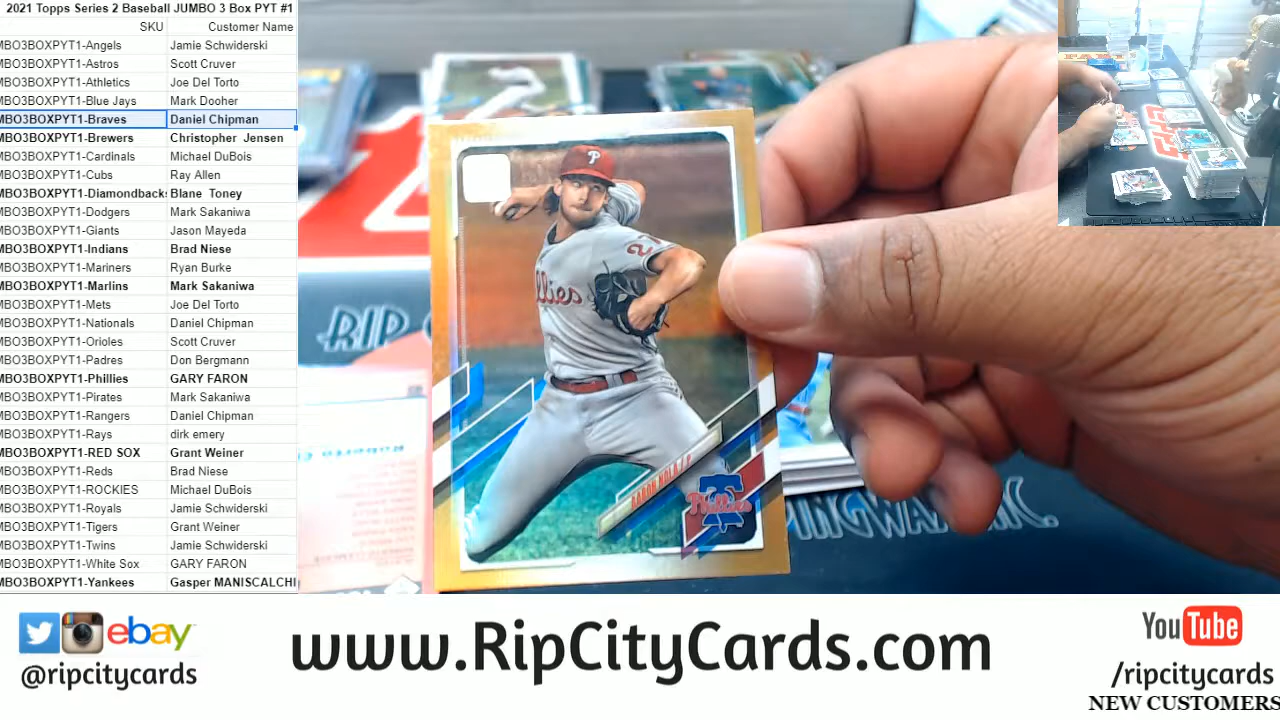 2021 Topps Series 2 Baseball JUMBO 3 Box PYT #1
SKU Customer Name
MBO3BOXPYT1-Angels Jamie Schwiderski
MBO3BOXPYT1-Astros Scott Cruver
MBO3BOXPYT1-Athletics Joe Del Torto
MBO3BOXPYT1-Blue Jays Mark Dooher
MBO3BOXPYT1-Braves Daniel Chipman
MBO3BOXPYT1-Brewers Christopher Jensen
MBO3BOXPYT1-Cardinals Michael DuBois
MBO3BOXPYT1-Cubs Ray Allen
MBO3BOXPYT1-Diamondbacks Blane Toney
MBO3BOXPYT1-Dodgers Mark Sakaniwa
MBO3BOXPYT1-Giants Jason Mayeda
MBO3BOXPYT1-Indians Brad Niese
MBO3BOXPYT1-Mariners Ryan Burke
MBO3BOXPYT1-Marlins Mark Sakaniwa
MBO3BOXPYT1-Mets Joe Del Torto
MBO3BOXPYT1-Nationals Daniel Chipman
MBO3BOXPYT1-Orioles Scott Cruver
MBO3BOXPYT1-Padres Don Bergmann
MBO3BOXPYT1-Phillies GARY FARON
MBO3BOXPYT1-Pirates Mark Sakaniwa
MBO3BOXPYT1-Rangers Daniel Chipman
MBO3BOXPYT1-Rays dirk emery
MBO3BOXPYT1-RED SOX Grant Weiner
MBO3BOXPYT1-Reds Brad Niese
MBO3BOXPYT1-ROCKIES Michael DuBois
MBO3BOXPYT1-Royals Jamie Schwiderski
MBO3BOXPYT1-Tigers Grant Weiner
MBO3BOXPYT1-Twins Jamie Schwiderski
MBO3BOXPYT1-White Sox GARY FARON
MBO3BOXPYT1-Yankees Gasper MANISCALCHI
P
2
illies
AARON NOLA
Phillies
RIP
PINGWAX INC.
ebay
@ripcitycards
www.RipCityCards.com
YouTube
/ripcitycards
NEW CUSTOMERS